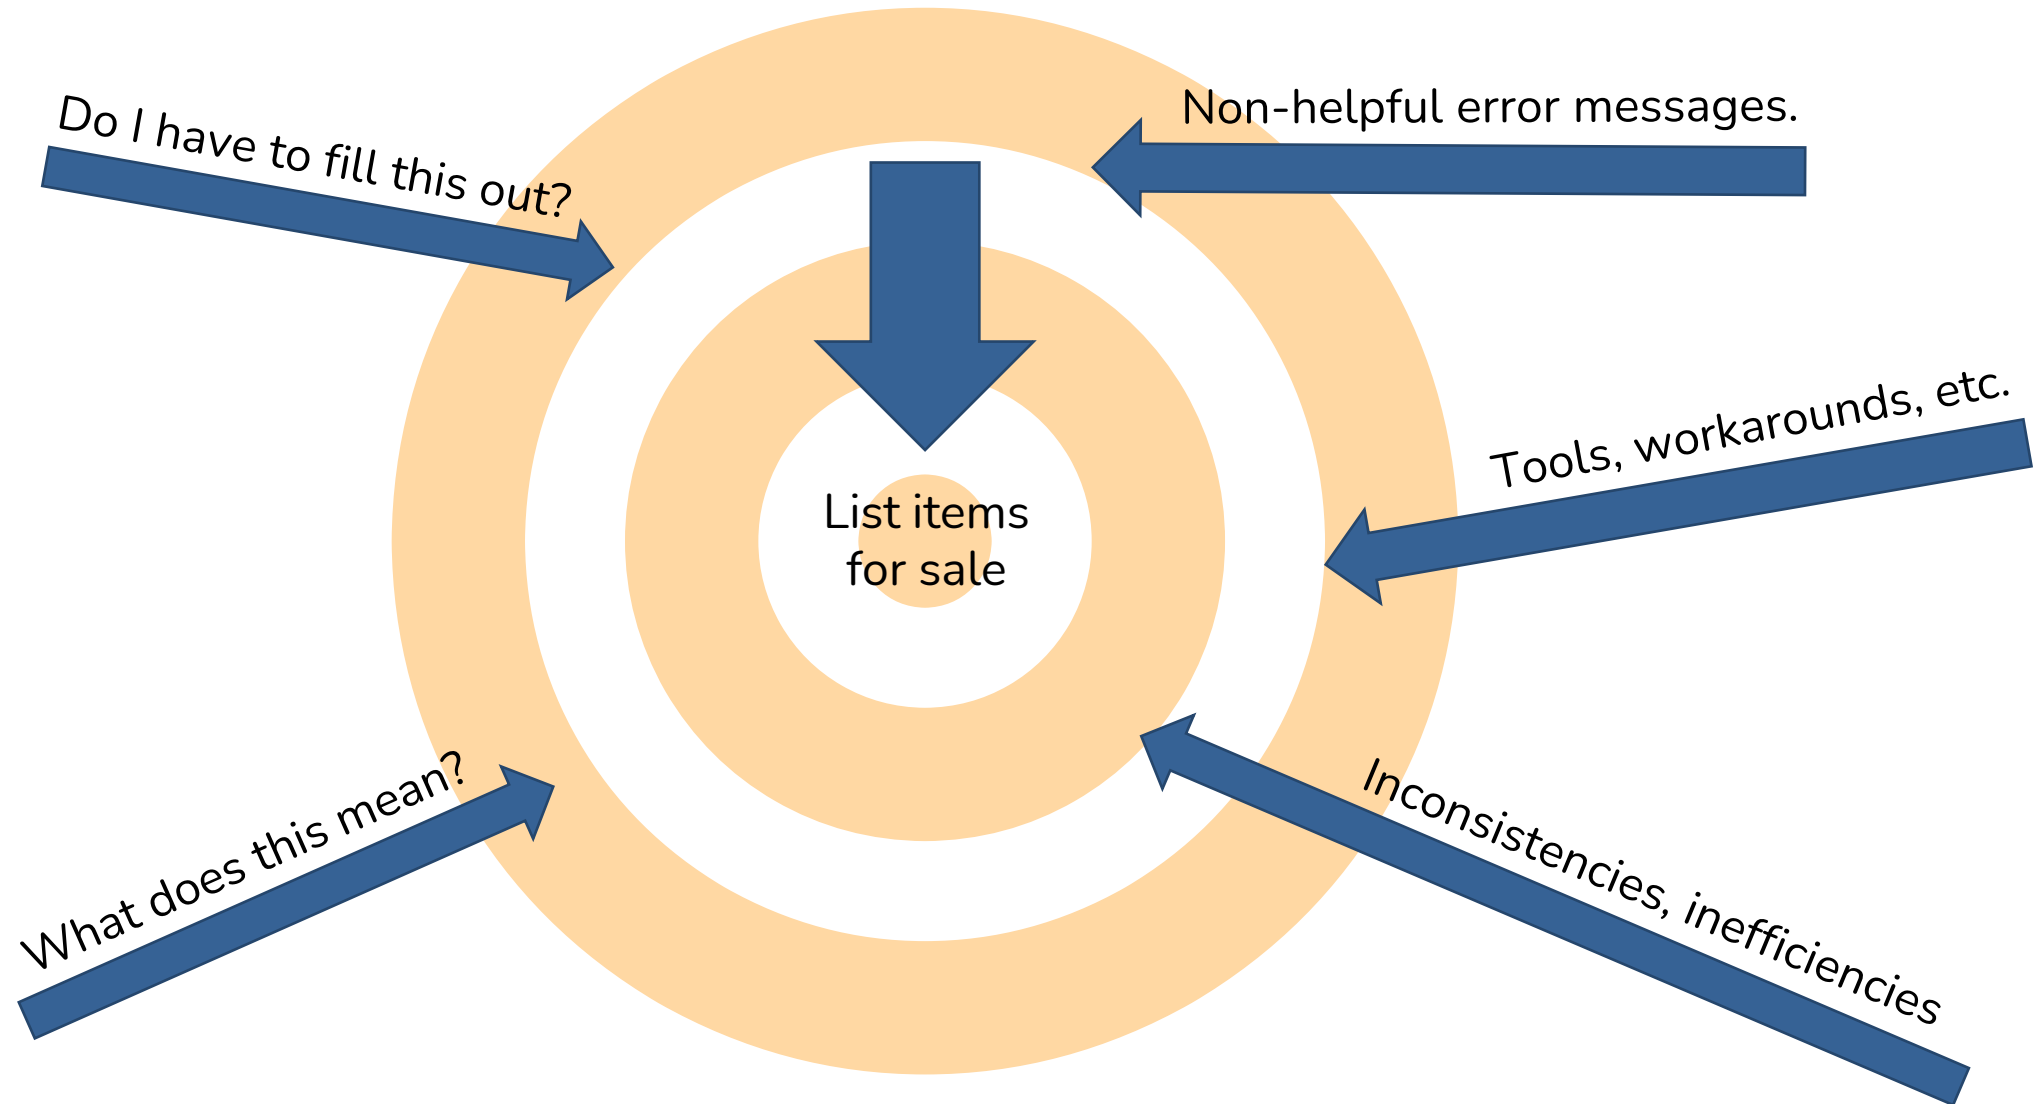 Do I have to fill this out?
Non-helpful error messages.
Tools, workarounds, etc.
List items
for sale
What does this mean?
Inconsistencies, inefficiencies